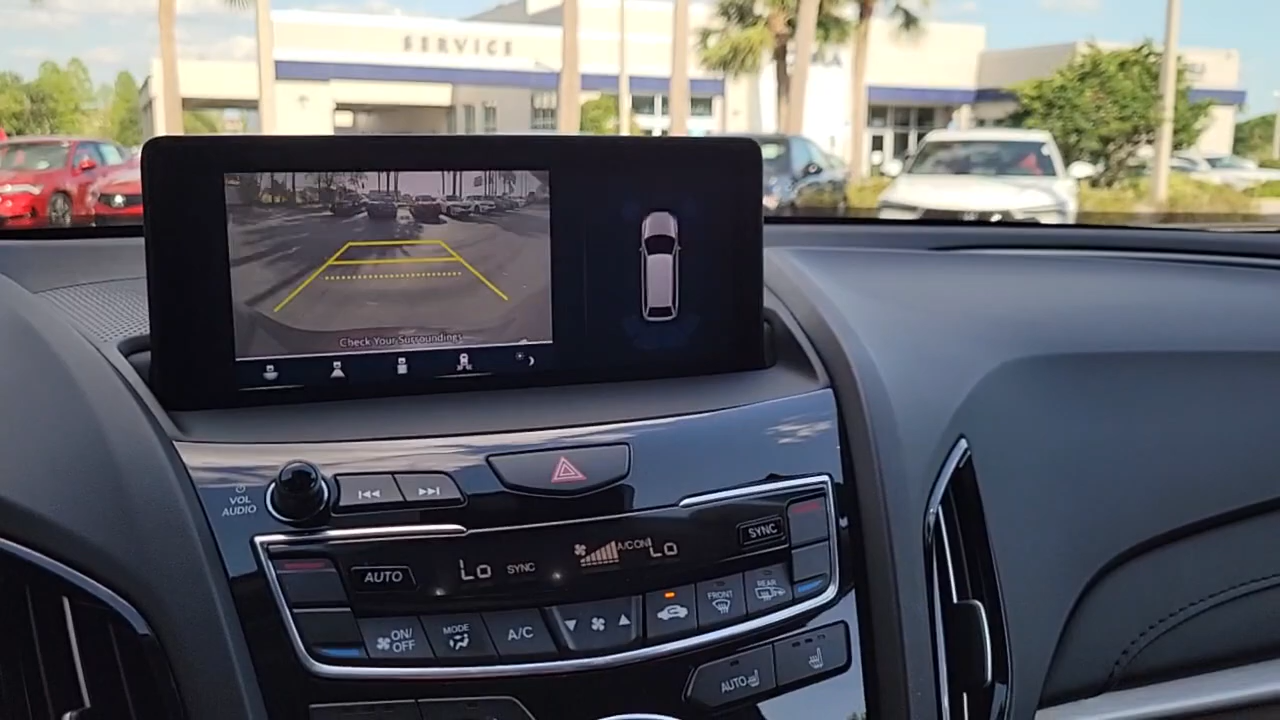 SERVICE
Check Your Surroundings
VOL
AUDIO
AUTO
Lo
SYNC
A/C ON
Lo
SYNC
ON/
OFF
MODE
A/C
FRONT
REAR
AUTO